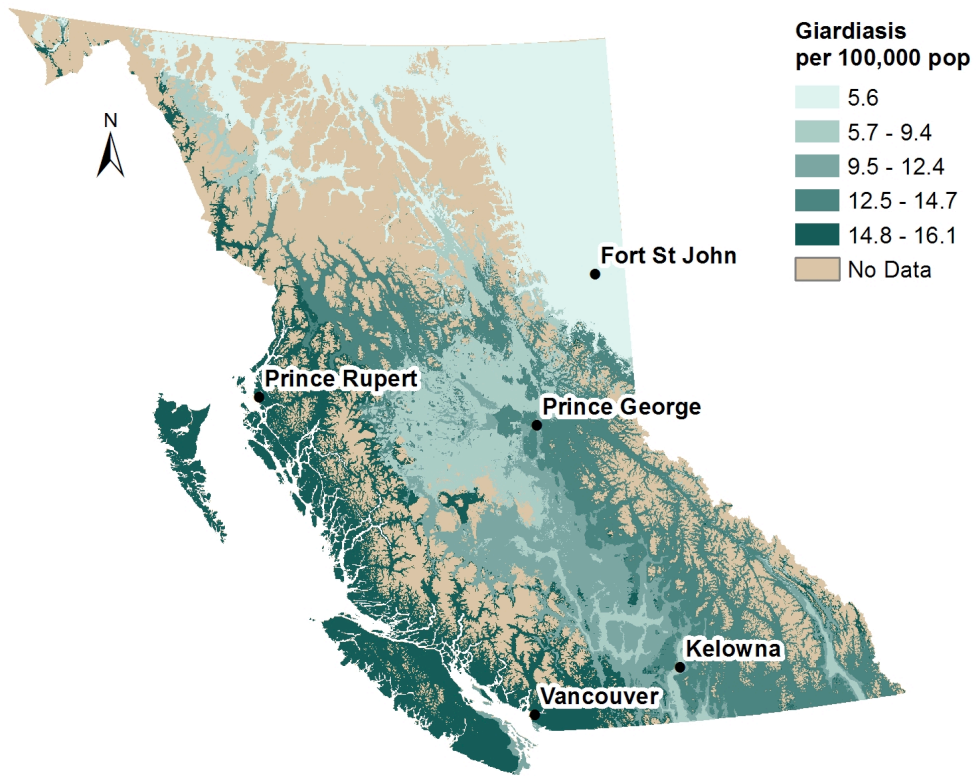 Giardiasis
per 100,000 pop
5.6
5.7 - 9.4
9.5 - 12.4
12.5 - 14.7
14.8 - 16.1
No Data
N
Fort St John
Prince Rupert
Prince George
Kelowna
Vancouver